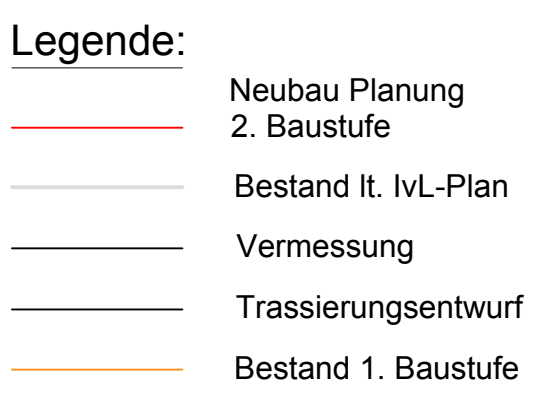 Legende:
Neubau Planung
2. Baustufe
Bestand lt. IvL-Plan
Vermessung
Trassierungsentwurf
Bestand 1. Baustufe